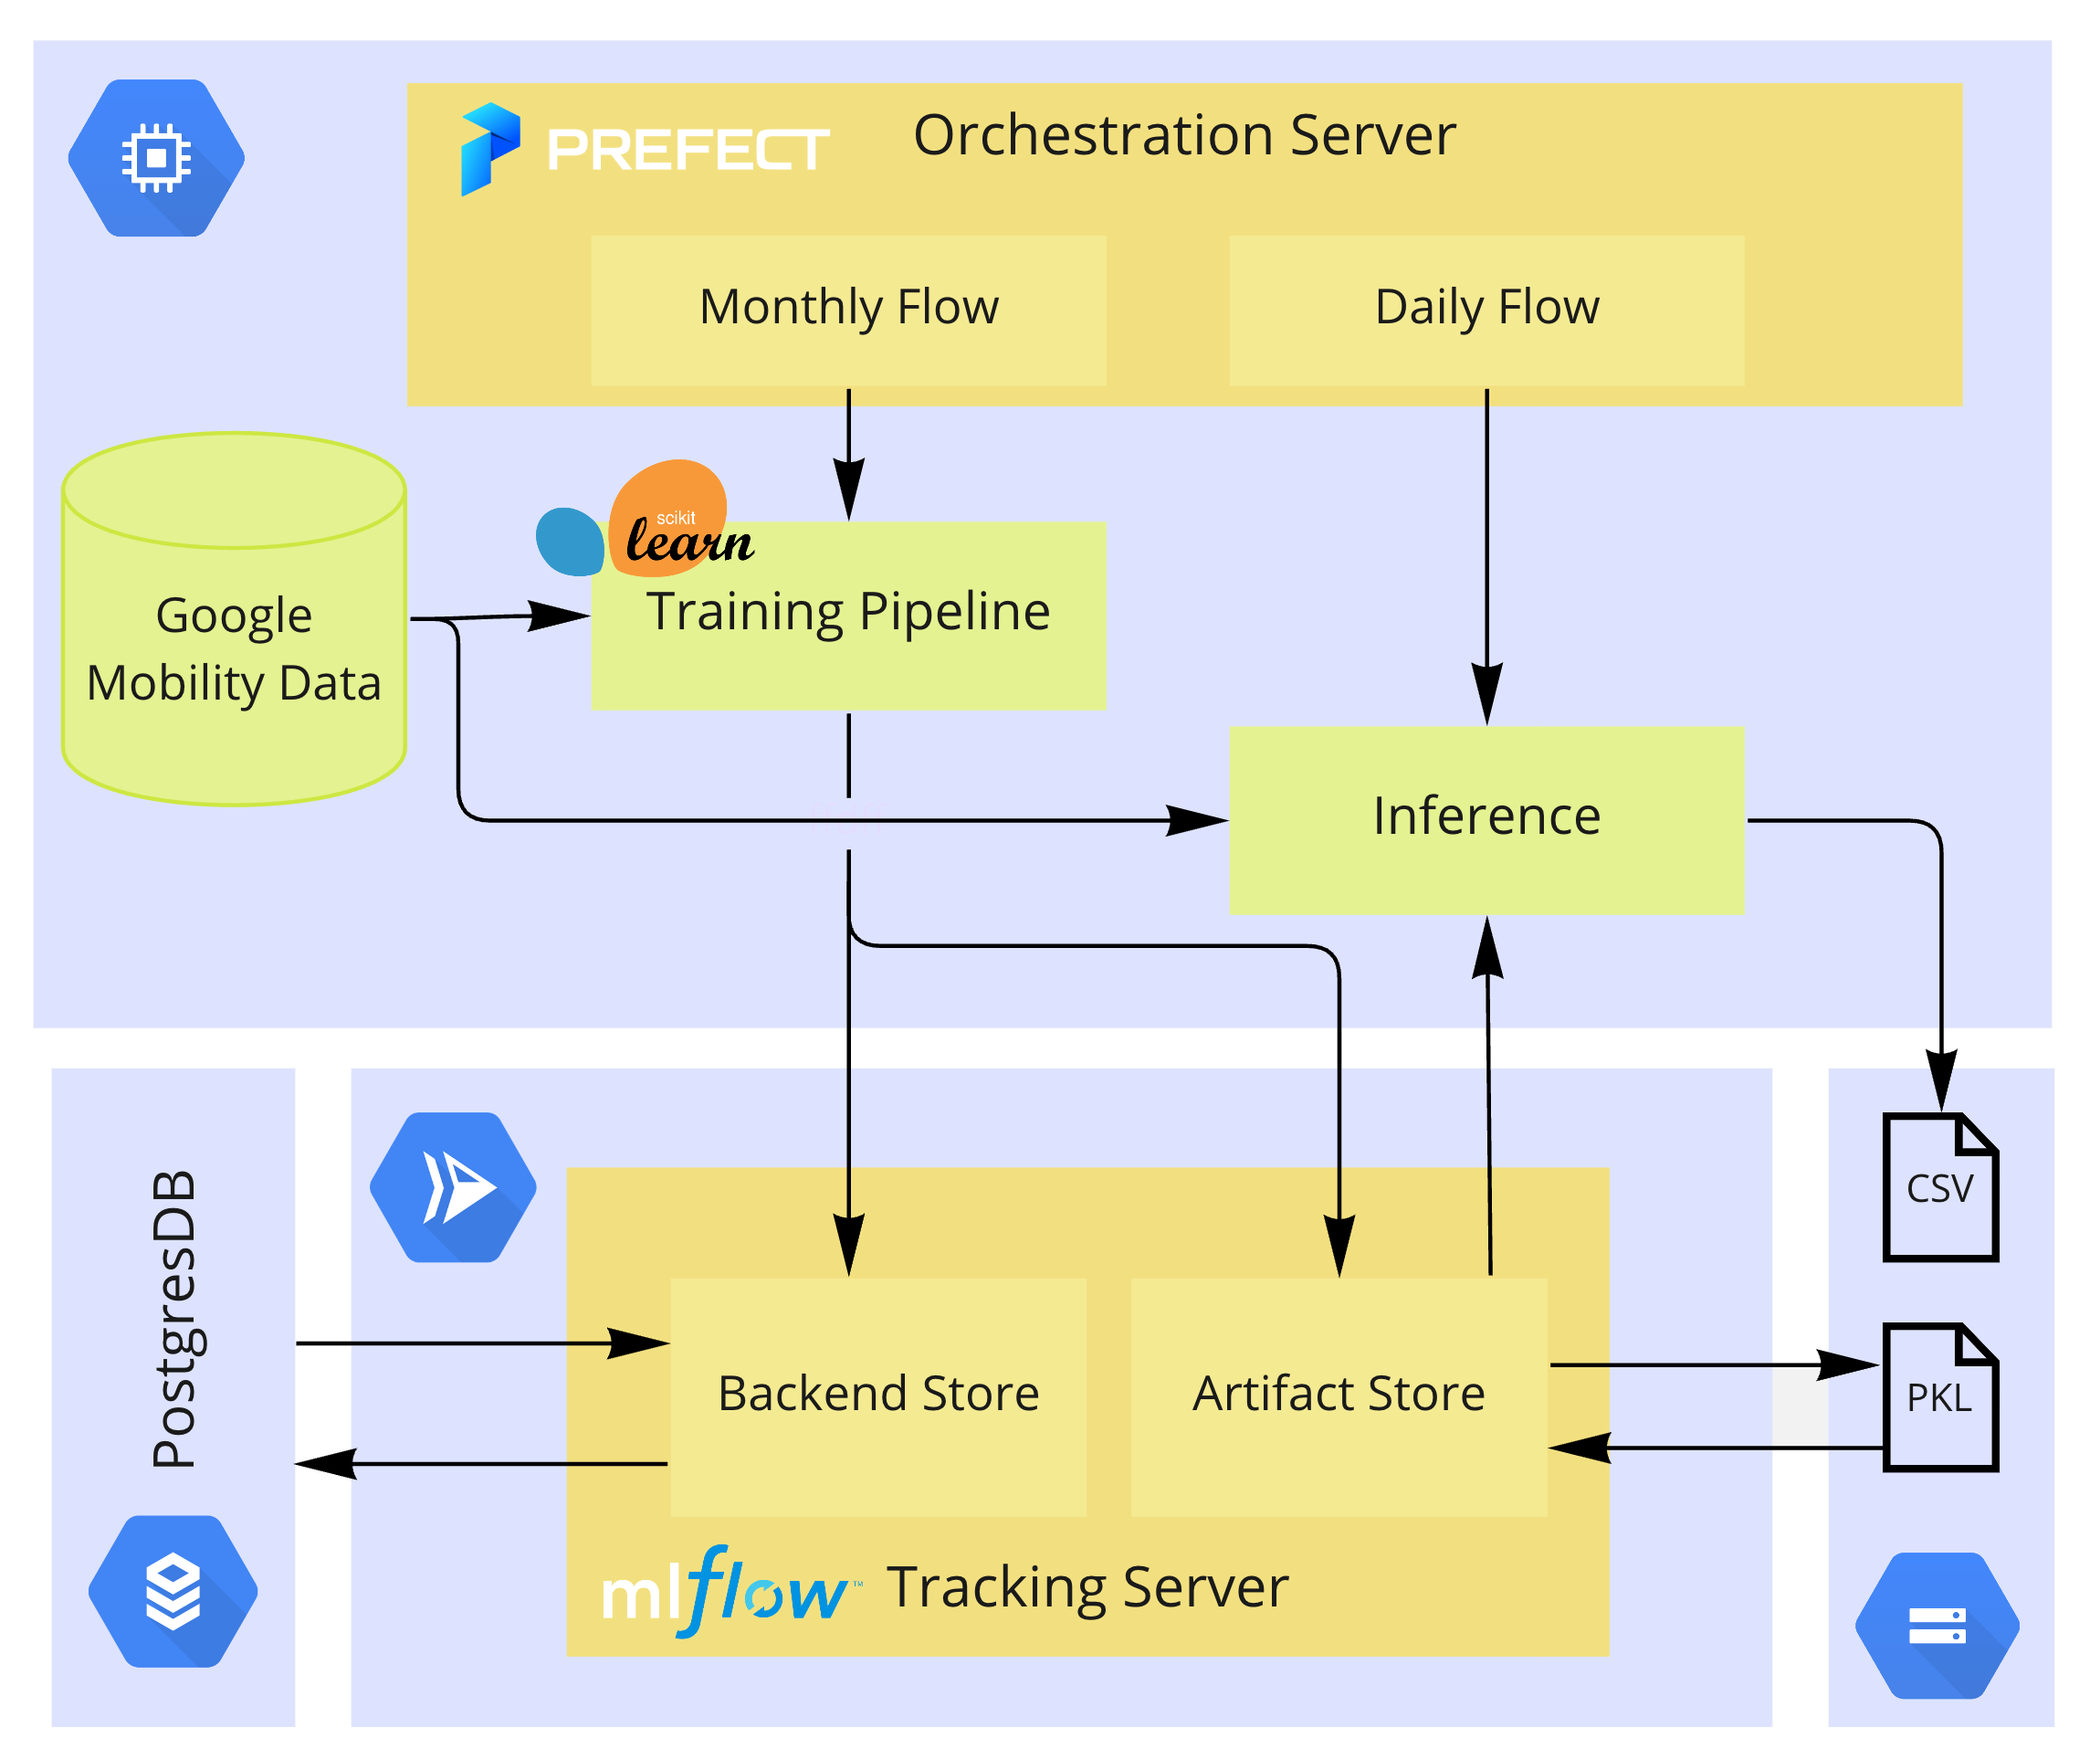 PREFECT
Orchestration Server
Monthly Flow
Daily Flow
scikit
learn
Training Pipeline
Google
Mobility Data
Inference
PostgresDB
CSV
Backend Store
Artifact Store
PKL
mlflow™
Tracking Server